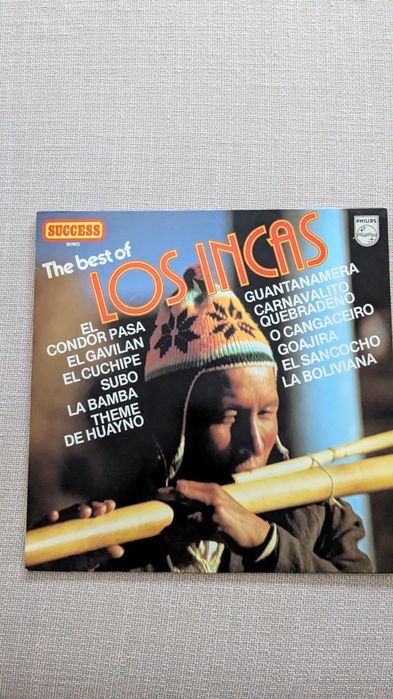 SUCCESS
SERIES
PHILIPS
The best of
LOS INCAS
EL
CONDOR PASA
EL GAVILAN
EL CUCHIPE
SUBO
LA BAMBA
THEME
DE HUAYNO
GUANTANAMERA
CARNAVALITO
QUEBRADENO
O CANGACEIRO
GOAJIRA
EL SANCOCHO
LA BOLIVIANA